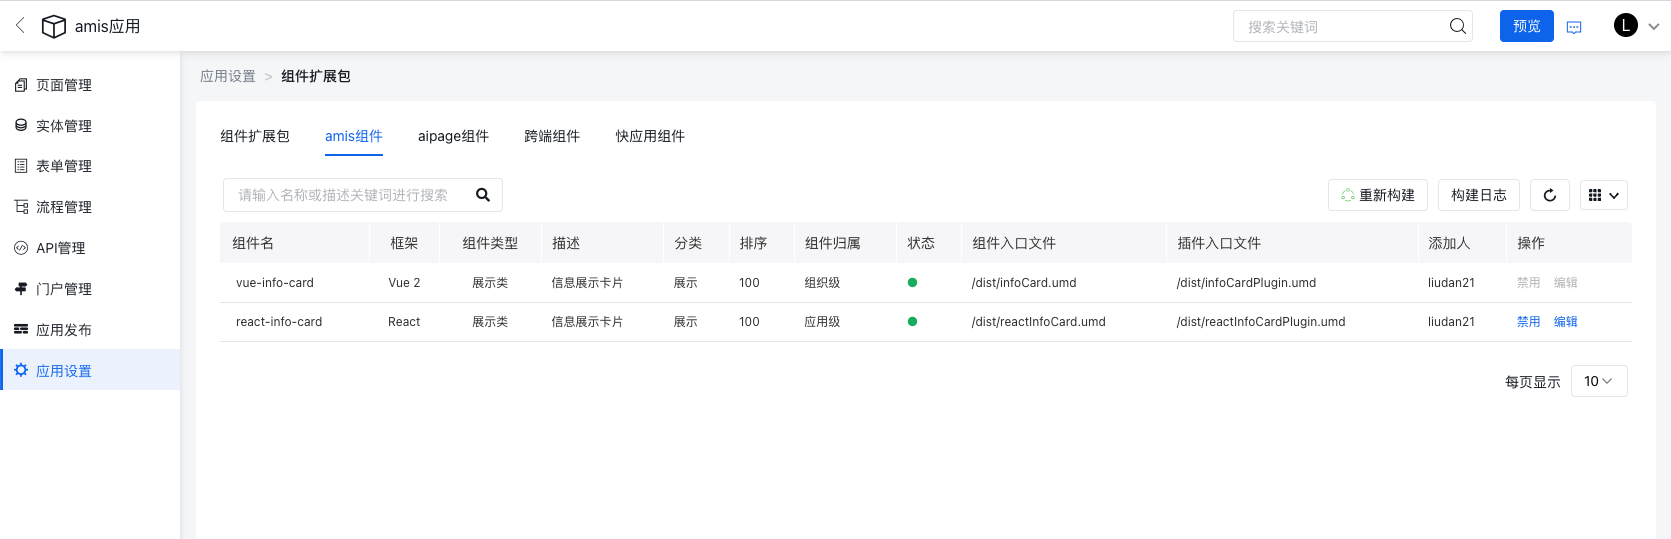 amis应用
搜索关键词
预览
L
页面管理
实体管理
表单管理
流程管理
API管理
门户管理
应用发布
应用设置
应用设置 > 组件扩展包
组件扩展包 amis组件 aipage组件 跨端组件 快应用组件
请输入名称或描述关键词进行搜索
重新构建 构建日志
组件名 框架 组件类型 描述 分类 排序 组件归属 状态 组件入口文件 插件入口文件 添加人 操作
vue-info-card Vue 2 展示类 信息展示卡片 展示 100 组织级 /dist/infoCard.umd /dist/infoCardPlugin.umd liudan21 禁用 编辑
react-info-card React 展示类 信息展示卡片 展示 100 应用级 /dist/reactInfoCard.umd /dist/reactInfoCardPlugin.umd liudan21 禁用 编辑
每页显示 10